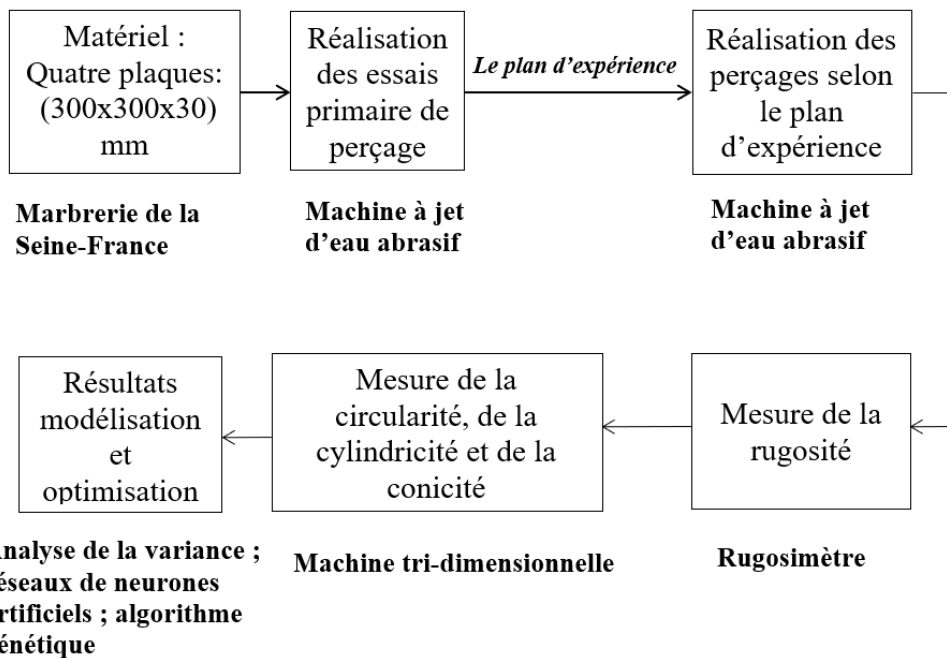 Matériel :
Quatre plaques:
(300x300x30)
mm
Marbrerie de la
Seine-France
Réalisation
des essais
primaire de
perçage
Machine à jet
d'eau abrasif
Le plan d'expérience
Réalisation des
perçages selon
le plan
d'expérience
Machine à jet
d'eau abrasif
Mesure de la
rugosité
Rugosimètre
Mesure de la
circularité, de la
cylindricité et de la
conicité
Machine tri-dimensionnelle
Résultats
modélisation
et
optimisation
nalyse de la variance ;
éseaux de neurones
rtificiels ; algorithme
énétique